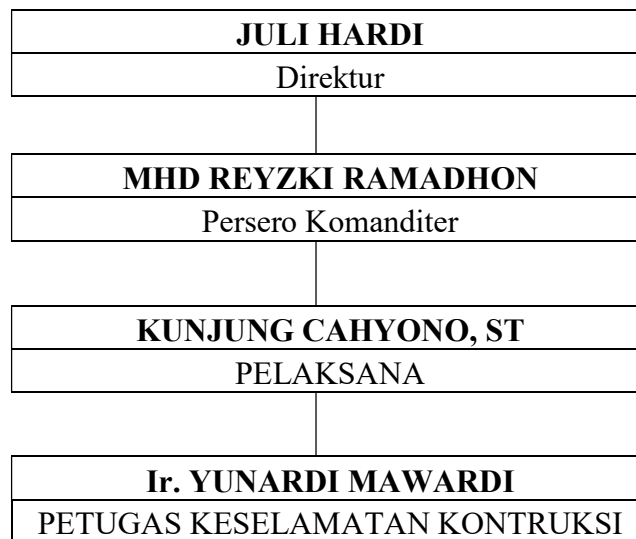 JULI HARDI
Direktur
MHD REYZKI RAMADHON
Persero Komanditer
KUNJUNG CAHYONO, ST
PELAKSANA
Ir. YUNARDI MAWARDI
PETUGAS KESELAMATAN KONTRUKSI